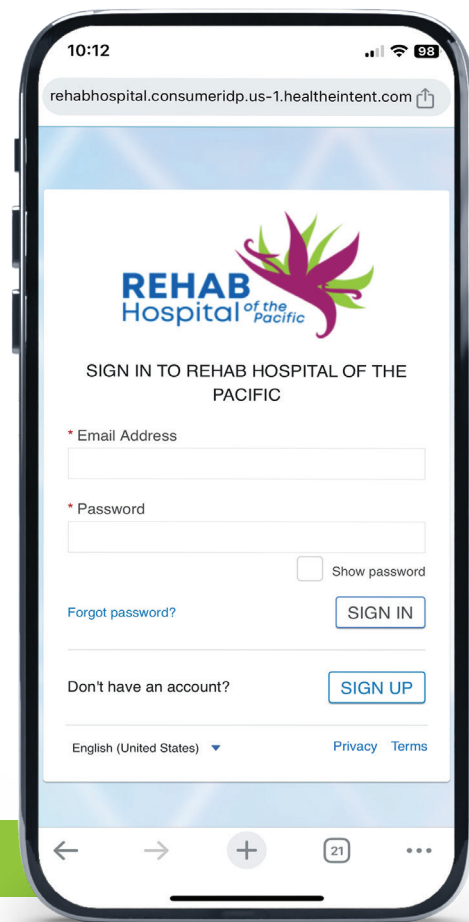 10:12
98
rehabhospital.consumeridp.us-1.healtheintent.com
REHAB
Hospital of the
Pacific
SIGN IN TO REHAB HOSPITAL OF THE
PACIFIC
* Email Address
* Password
Show password
Forgot password?
SIGN IN
Don't have an account?
SIGN UP
English (United States)
Privacy Terms
21